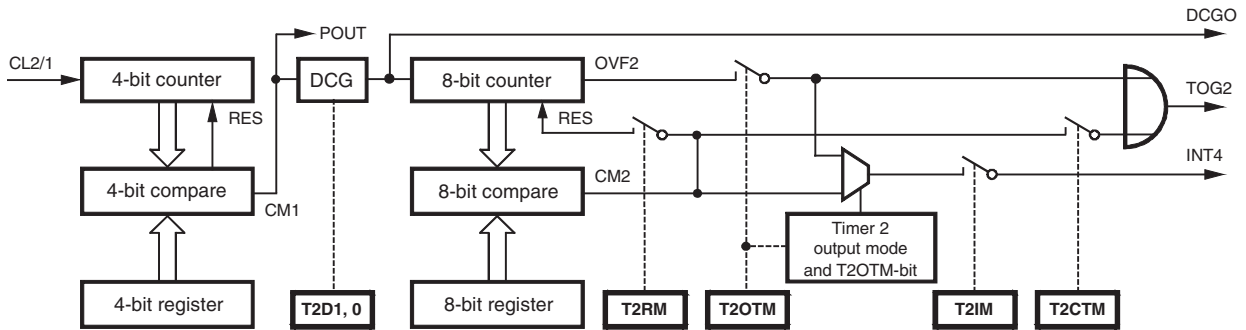 DCGO
POUT
CL2/1
4-bit counter
DCG
8-bit counter
OVF2
TOG2
RES
RES
INT4
4-bit compare
CM1
8-bit compare
CM2
Timer 2
output mode
and T2OTM-bit
4-bit register
T2D1, 0
8-bit register
T2RM
T2OTM
T2IM
T2CTM